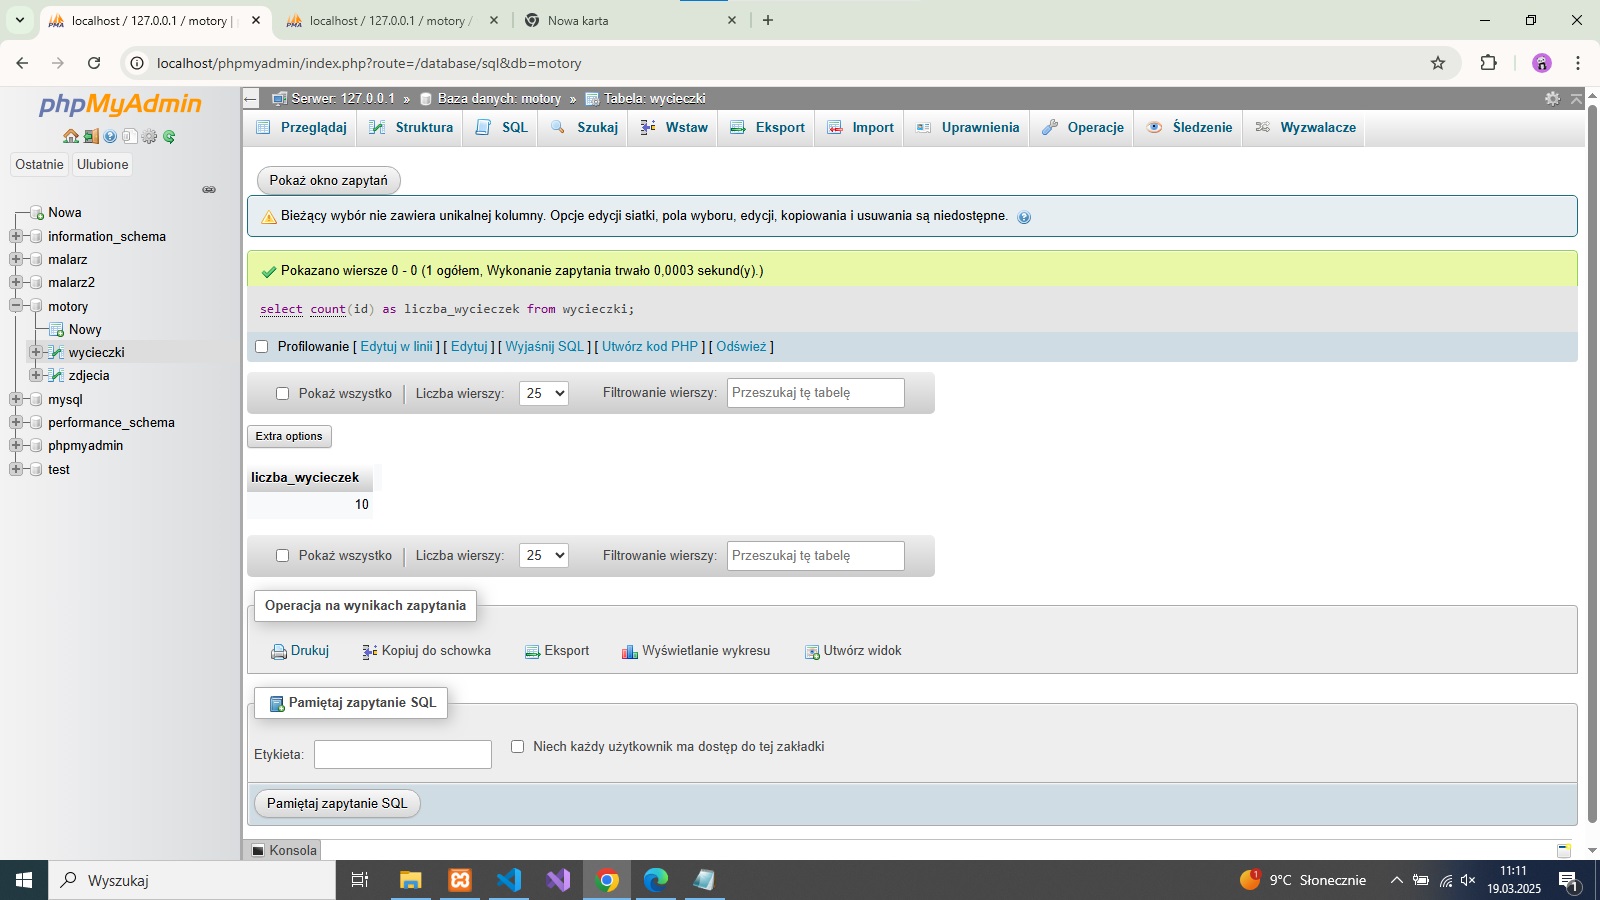 localhost / 127.0.0.1 / motory | p
localhost / 127.0.0.1 / motory /
Nowa karta
localhost/phpmyadmin/index.php?route=/database/sql&db=motory
phpMyAdmin
Ostatnie
Ulubione
Nowa
information_schema
malarz
malarz2
motory
Nowy
wycieczki
zdjecia
mysql
performance_schema
phpmyadmin
test
Serwer: 127.0.0.1 » Baza danych: motory » Tabela: wycieczki
Przeglądaj Struktura SQL Szukaj Wstaw Eksport Import Uprawnienia Operacje Śledzenie Wyzwalacze
Pokaż okno zapytań
Bieżący wybór nie zawiera unikalnej kolumny. Opcje edycji siatki, pola wyboru, edycji, kopiowania i usuwania są niedostępne.
Pokazano wiersze 0 - 0 (1 ogółem, Wykonanie zapytania trwało 0,0003 sekund(y).)
select count(id) as liczba_wycieczek from wycieczki;
Profilowanie [ Edytuj w linii ] [ Edytuj ] [ Wyjaśnij SQL ] [ Utwórz kod PHP ] [ Odśwież ]
Pokaż wszystko Liczba wierszy: 25 Filtrowanie wierszy: Przeszukaj tę tabelę
Extra options
liczba_wycieczek
10
Pokaż wszystko Liczba wierszy: 25 Filtrowanie wierszy: Przeszukaj tę tabelę
Operacja na wynikach zapytania
Drukuj Kopiuj do schowka Eksport Wyświetlanie wykresu Utwórz widok
Pamiętaj zapytanie SQL
Etykieta: Niech każdy użytkownik ma dostęp do tej zakładki
Pamiętaj zapytanie SQL
Konsola
Wyszukaj
1
9°C Słonecznie
11:11
19.03.2025
1